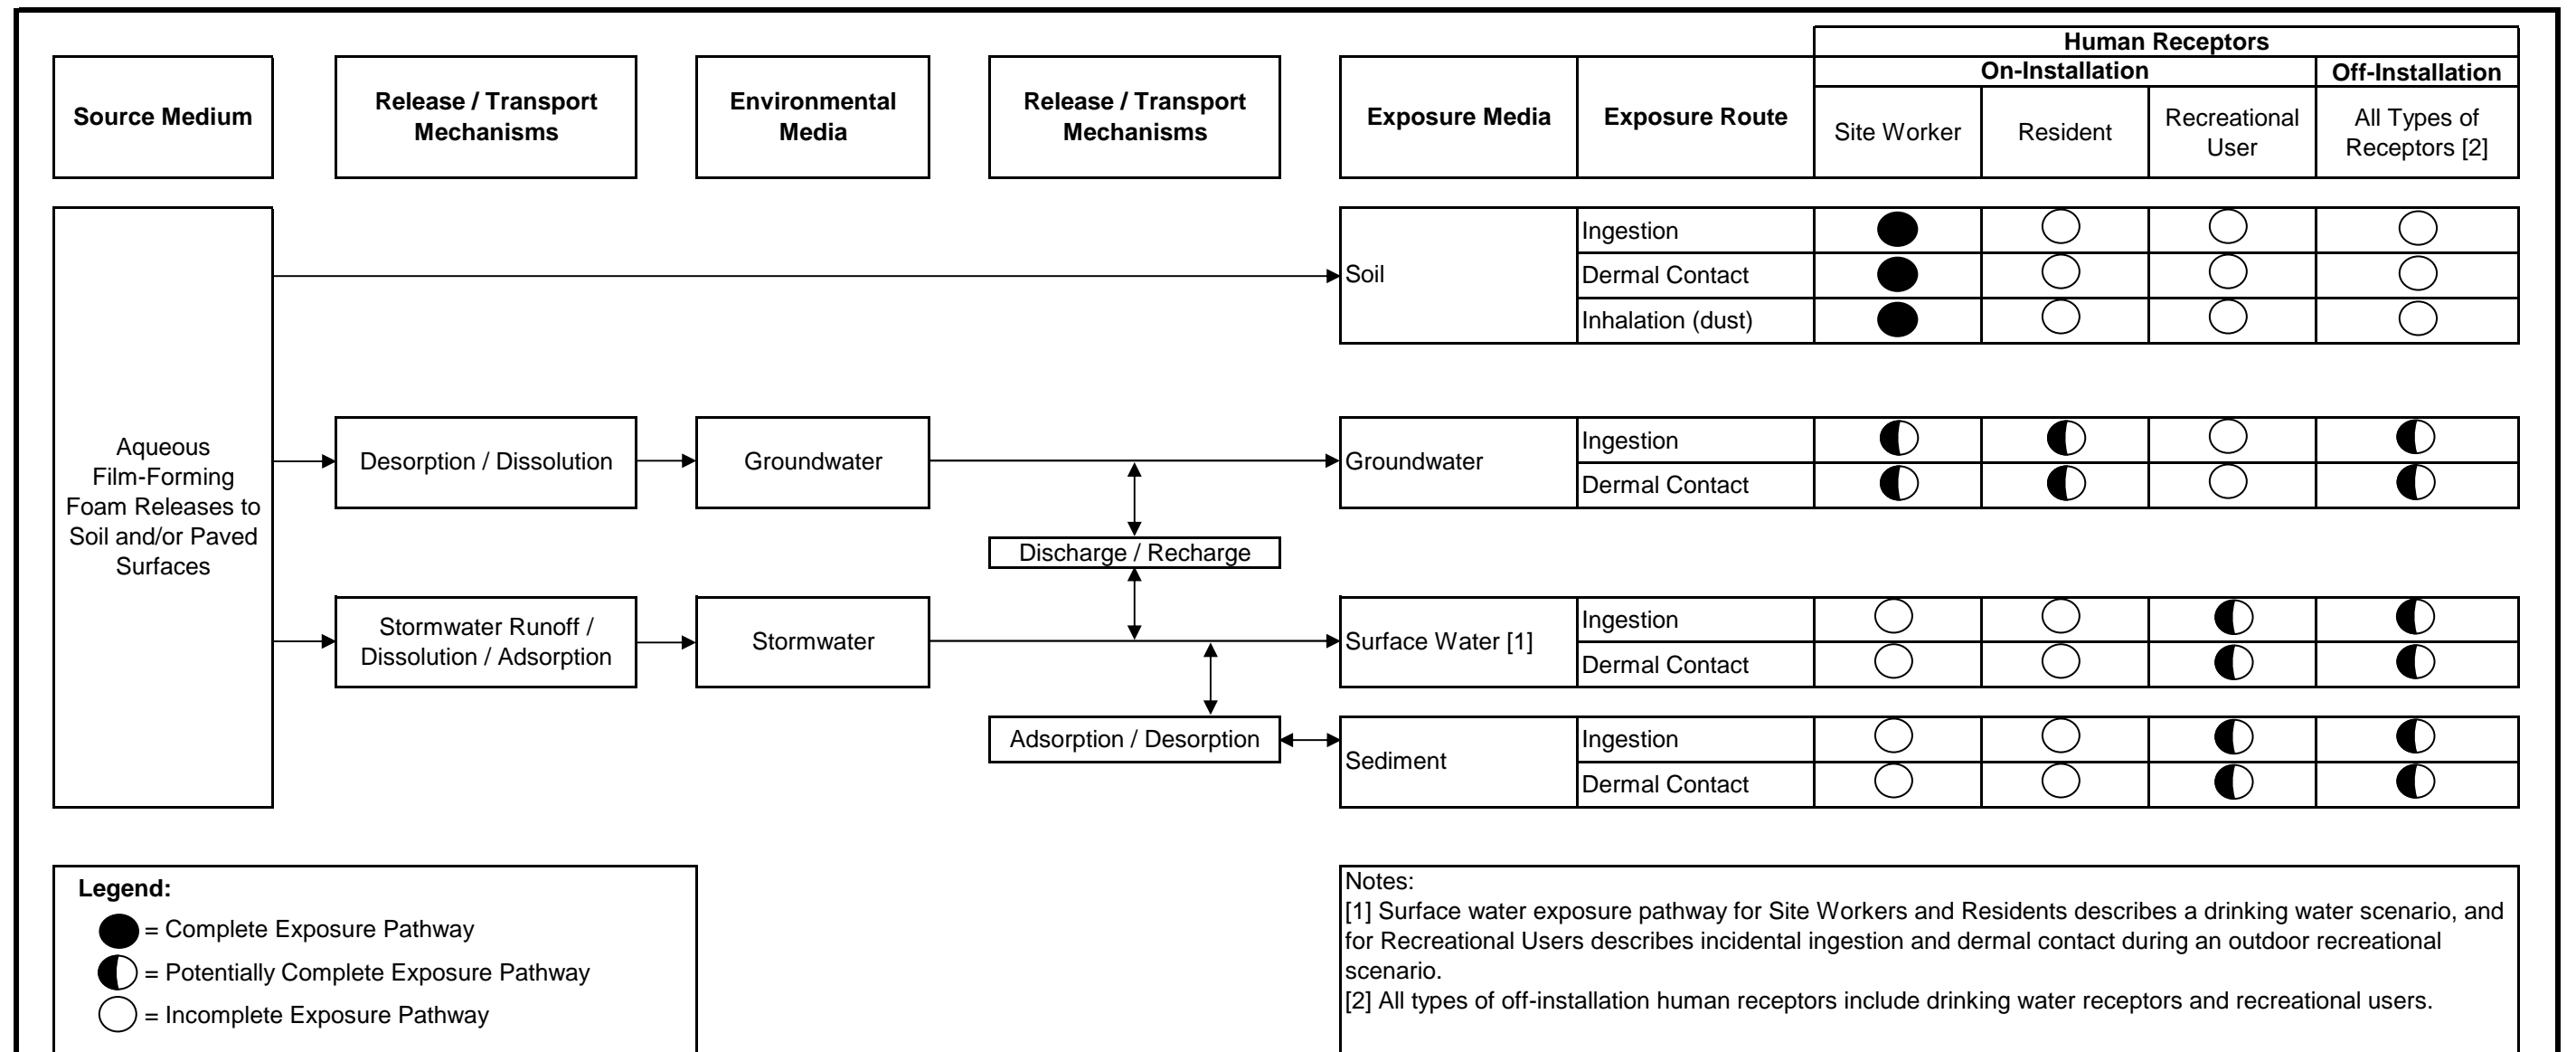 Human Receptors
On-Installation
Off-Installation
Source Medium
Release / Transport
Mechanisms
Environmental
Media
Release / Transport
Mechanisms
Exposure Media
Exposure Route
Site Worker
Resident
Recreational
User
All Types of
Receptors [2]
Soil
Ingestion
Dermal Contact
Inhalation (dust)
Aqueous
Film-Forming
Foam Releases to
Soil and/or Paved
Surfaces
Desorption / Dissolution
Groundwater
Groundwater
Ingestion
Dermal Contact
Discharge / Recharge
Stormwater Runoff /
Dissolution / Adsorption
Stormwater
Surface Water [1]
Ingestion
Dermal Contact
Adsorption / Desorption
Sediment
Ingestion
Dermal Contact
Legend:
= Complete Exposure Pathway
= Potentially Complete Exposure Pathway
= Incomplete Exposure Pathway
Notes:
[1] Surface water exposure pathway for Site Workers and Residents describes a drinking water scenario, and
for Recreational Users describes incidental ingestion and dermal contact during an outdoor recreational
scenario.
[2] All types of off-installation human receptors include drinking water receptors and recreational users.